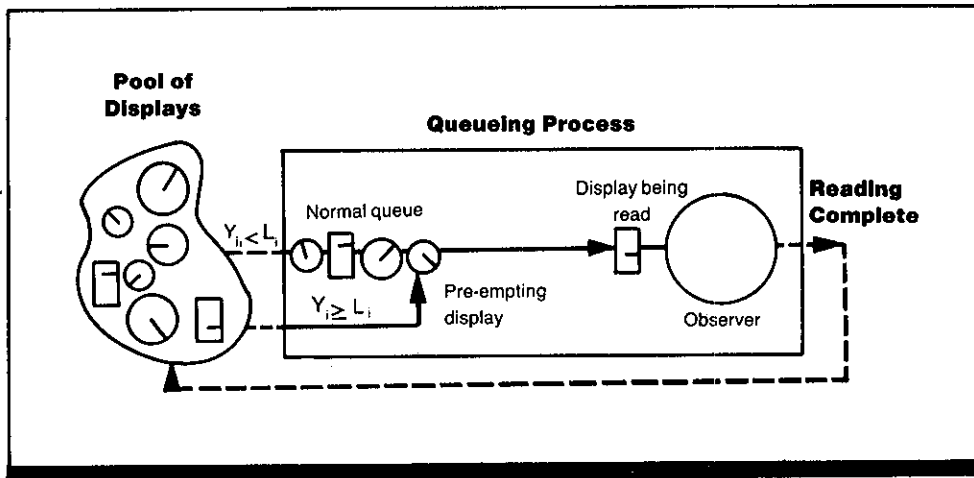 Pool of
Displays
Queueing Process
Display being
read
Reading
Complete
Normal queue
Yᵢ < Lᵢ
Yᵢ ≥ Lᵢ
Pre-empting
display
Observer